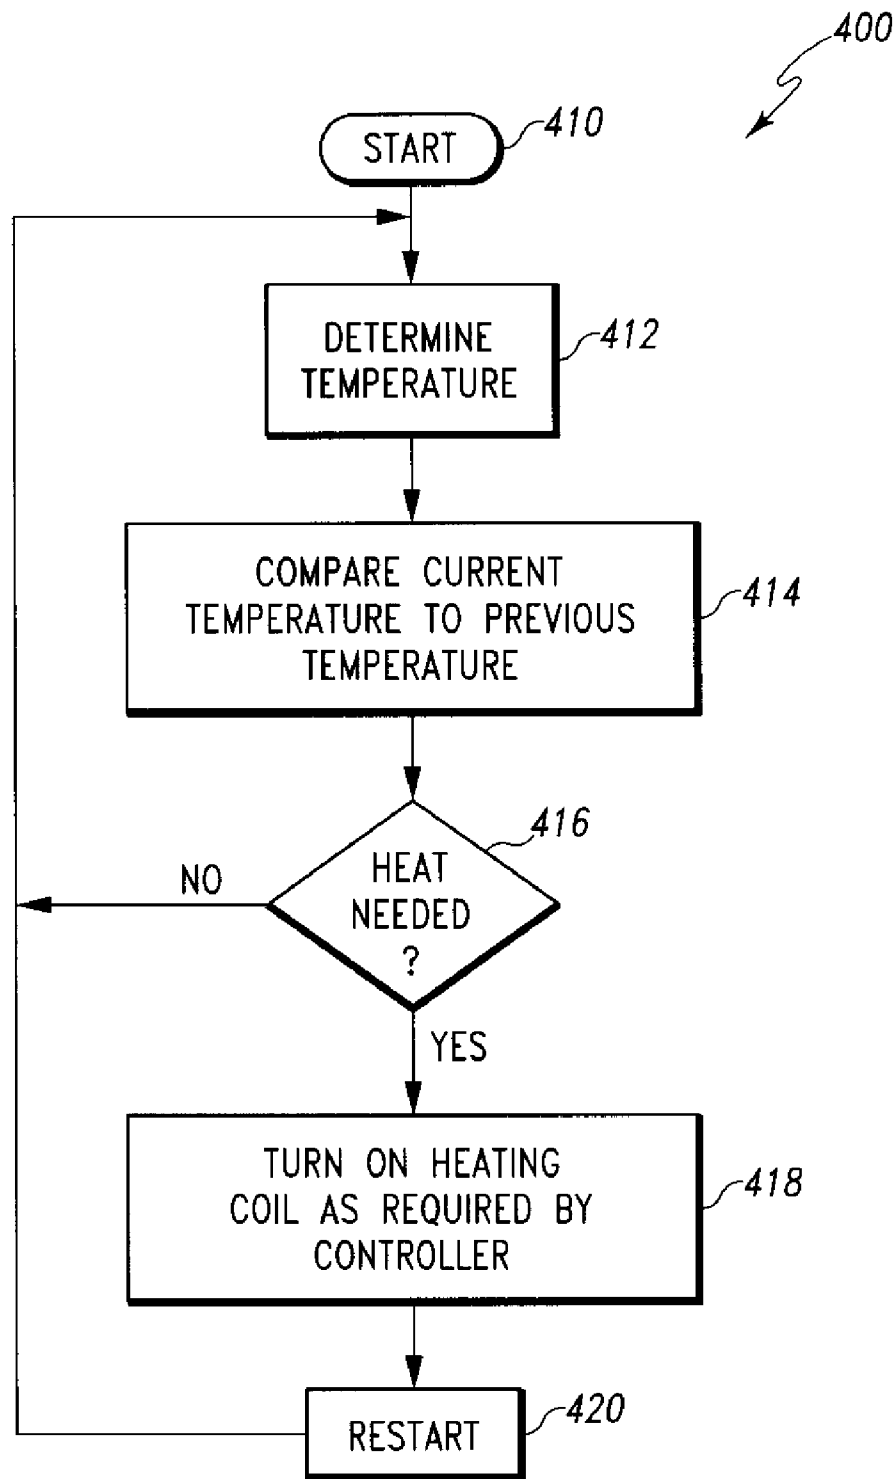 400
START
410
DETERMINE
TEMPERATURE
412
COMPARE CURRENT
TEMPERATURE TO PREVIOUS
TEMPERATURE
414
HEAT
NEEDED
?
416
NO
YES
TURN ON HEATING
COIL AS REQUIRED BY
CONTROLLER
418
RESTART
420